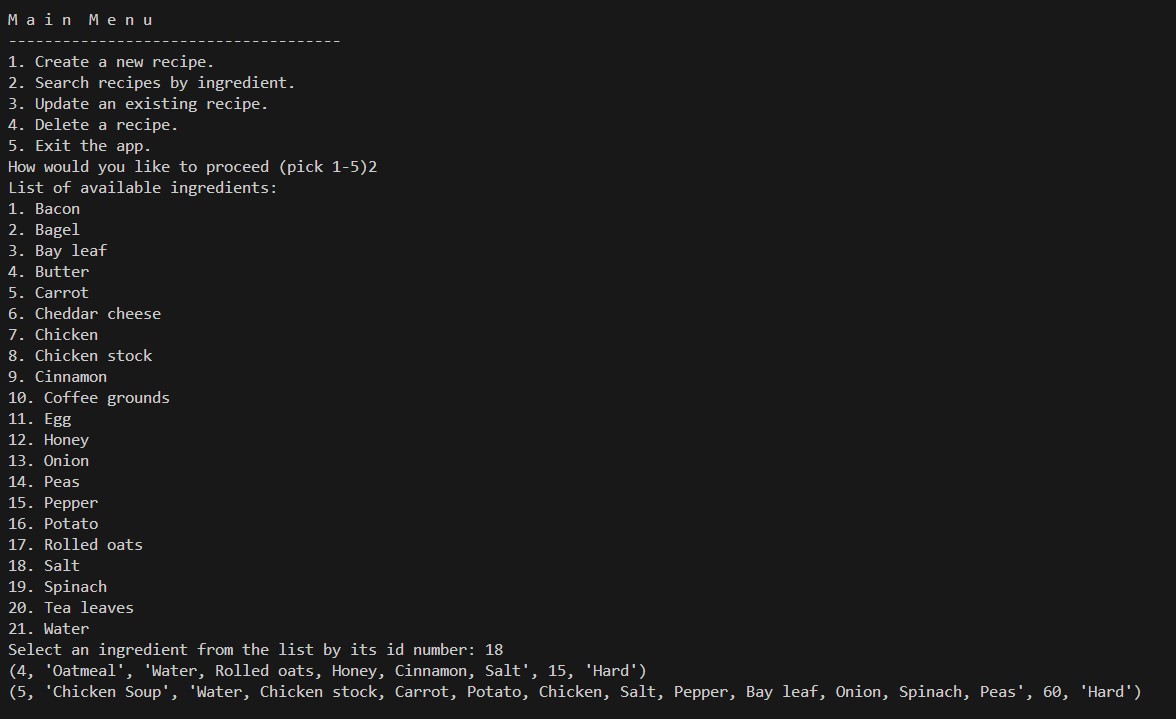 M a i n  M e n u
-------------------------------------
1. Create a new recipe.
2. Search recipes by ingredient.
3. Update an existing recipe.
4. Delete a recipe.
5. Exit the app.
How would you like to proceed (pick 1-5)2
List of available ingredients:
1. Bacon
2. Bagel
3. Bay leaf
4. Butter
5. Carrot
6. Cheddar cheese
7. Chicken
8. Chicken stock
9. Cinnamon
10. Coffee grounds
11. Egg
12. Honey
13. Onion
14. Peas
15. Pepper
16. Potato
17. Rolled oats
18. Salt
19. Spinach
20. Tea leaves
21. Water
Select an ingredient from the list by its id number: 18
(4, 'Oatmeal', 'Water, Rolled oats, Honey, Cinnamon, Salt', 15, 'Hard')
(5, 'Chicken Soup', 'Water, Chicken stock, Carrot, Potato, Chicken, Salt, Pepper, Bay leaf, Onion, Spinach, Peas', 60, 'Hard')